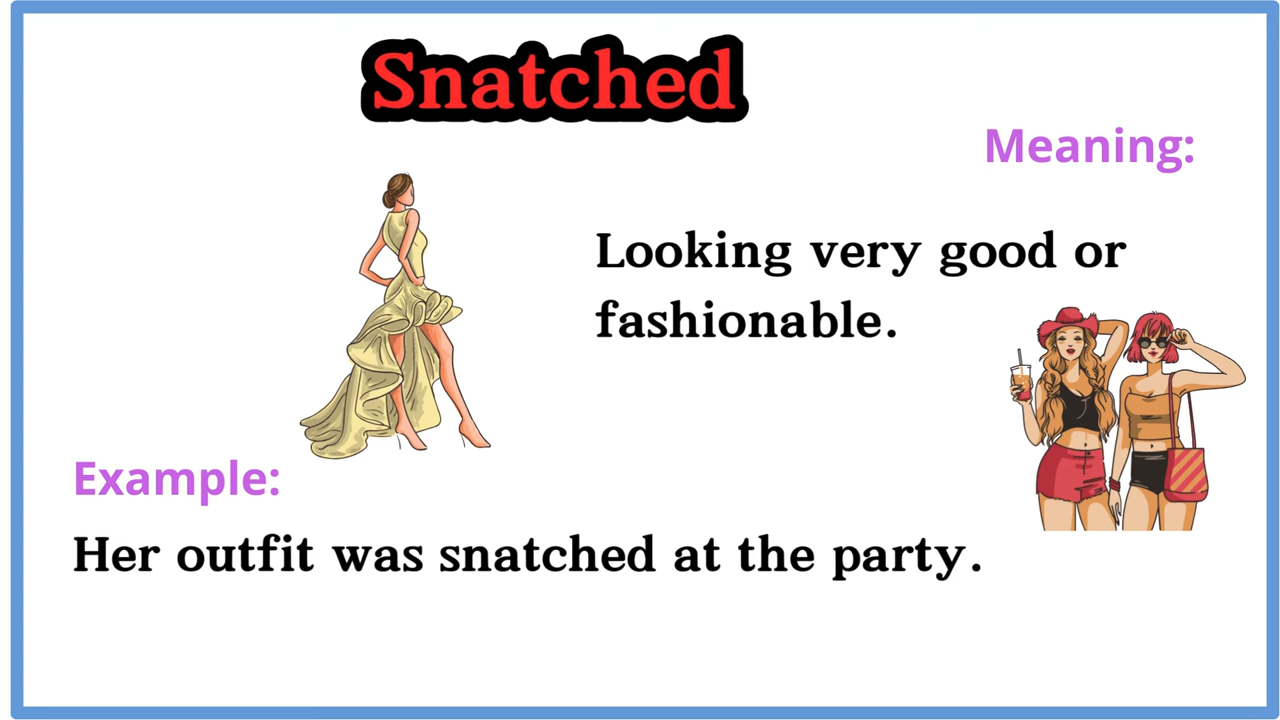 Snatched
Meaning:
Looking very good or
fashionable.
Example:
Her outfit was snatched at the party.